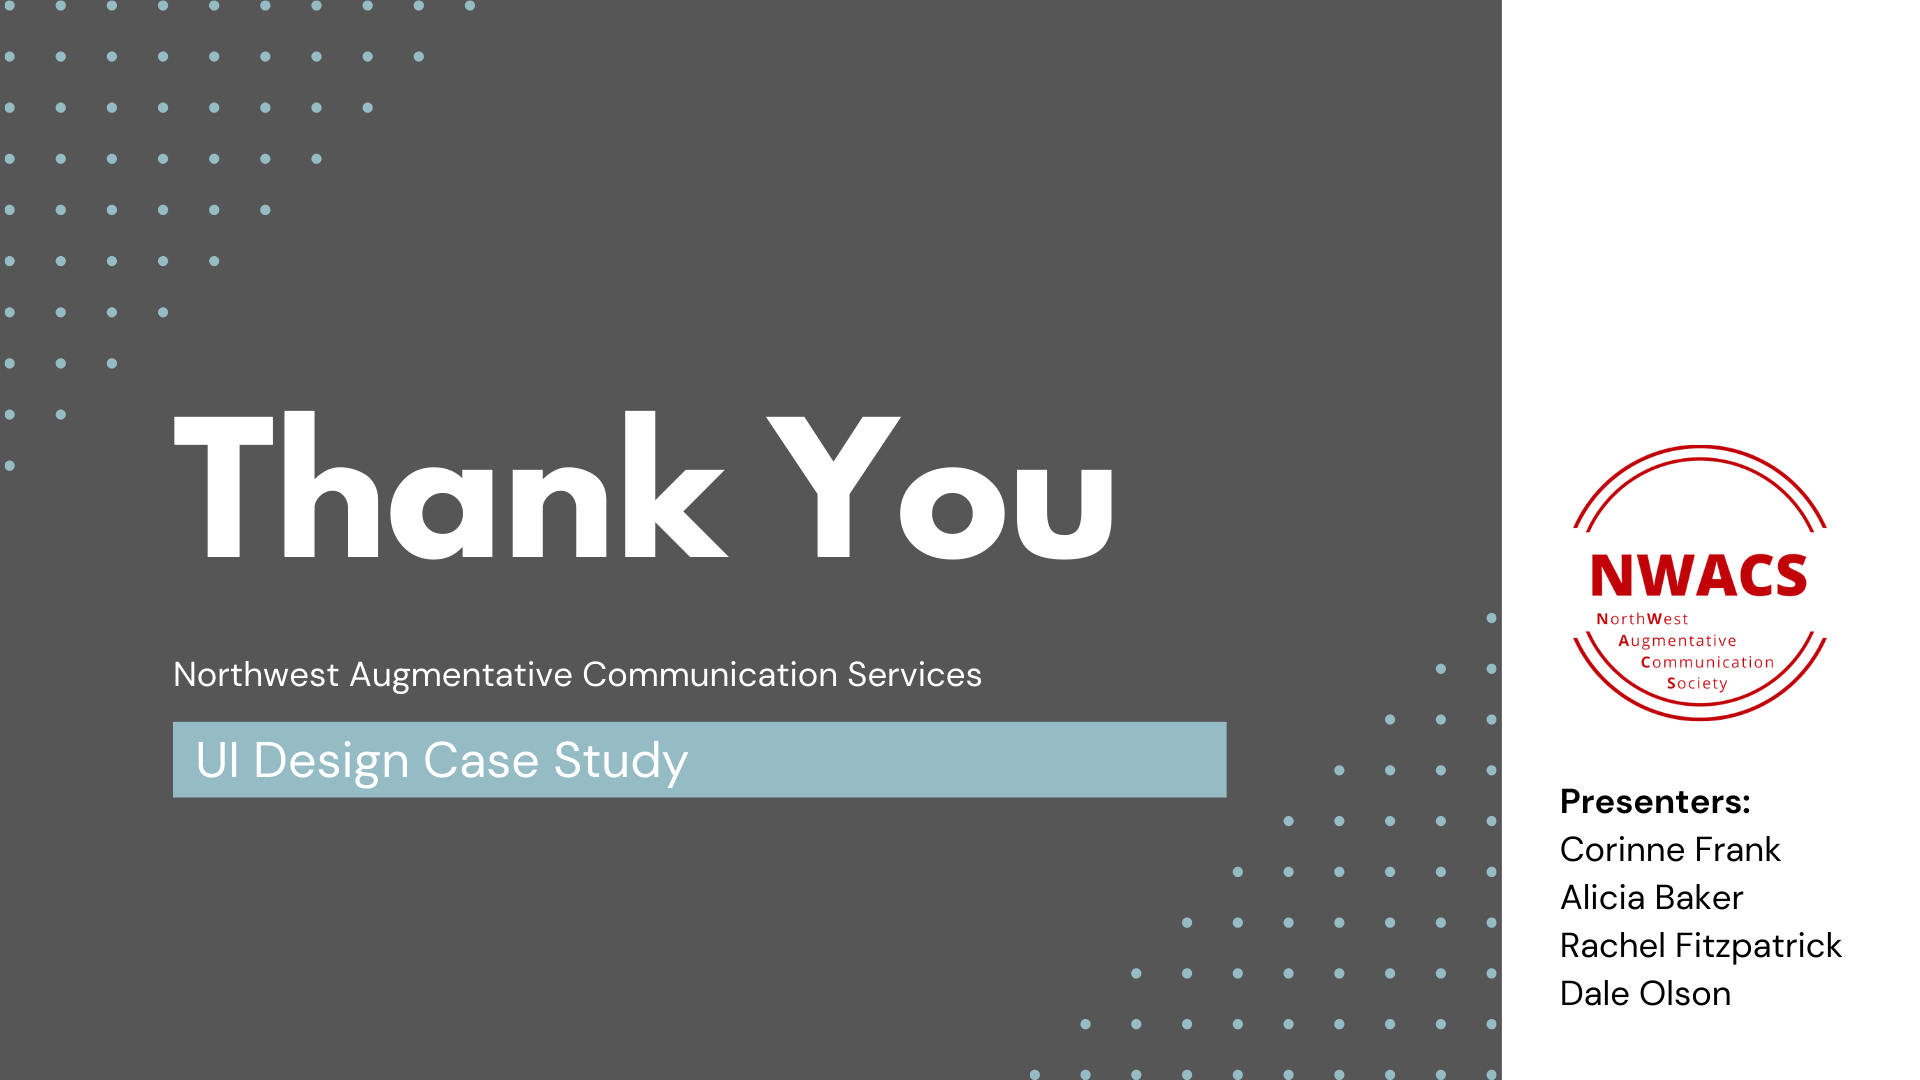 Thank You
Northwest Augmentative Communication Services
UI Design Case Study
NWACS
NorthWest
Augmentative
Communication
Society
Presenters:
Corinne Frank
Alicia Baker
Rachel Fitzpatrick
Dale Olson